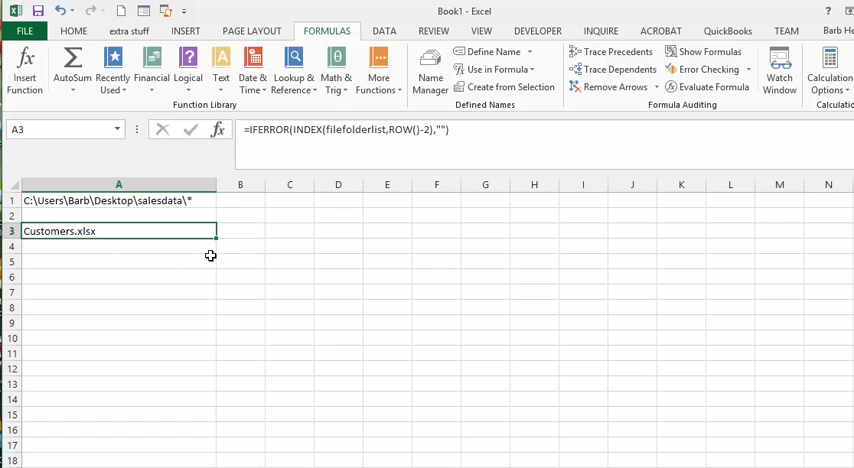 Book1 - Excel
?
FILE HOME extra stuff INSERT PAGE LAYOUT FORMULAS DATA REVIEW VIEW DEVELOPER INQUIRE ACROBAT QuickBooks TEAM Barb He
fx Σ ? A θ
Insert Function
AutoSum
Recently Used
Financial
Logical
Text
Date & Time
Lookup & Reference
Math & Trig
More Functions
Function Library
Name Manager
Define Name
Use in Formula
Create from Selection
Defined Names
Trace Precedents
Trace Dependents
Remove Arrows
Show Formulas
Error Checking
Evaluate Formula
Formula Auditing
Watch Window
Calculation Options
Calculatio
A3 fx =IFERROR(INDEX(filefolderlist,ROW()-2),"")
A B C D E F G H I J K L M N
1 C:\Users\Barb\Desktop\salesdata\*
2
3 Customers.xlsx
4
5
6
7
8
9
10
11
12
13
14
15
16
17
18